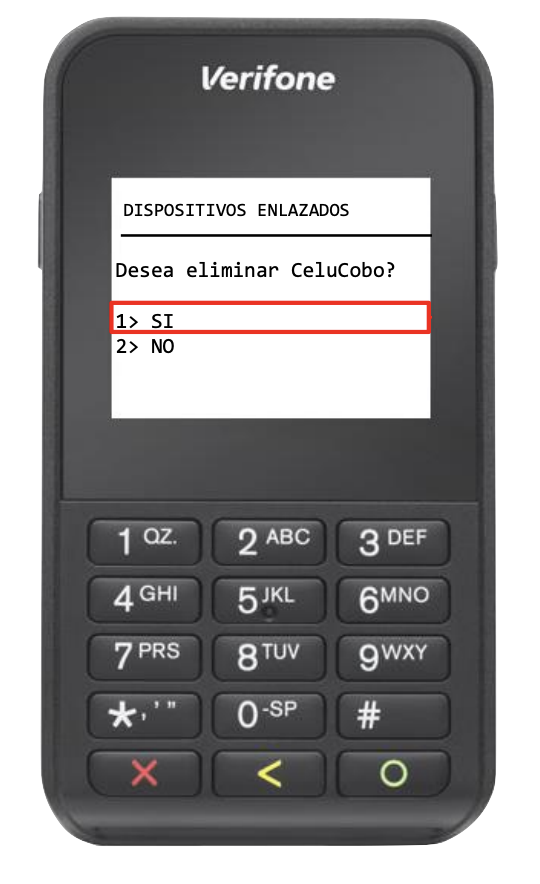 Verifone
DISPOSITIVOS ENLAZADOS
Desea eliminar CeluCobo?
1> SI
2> NO
1 QZ. 2 ABC 3 DEF
4 GHI 5 JKL 6 MNO
7 PRS 8 TUV 9 WXY
*,'" 0 -SP #